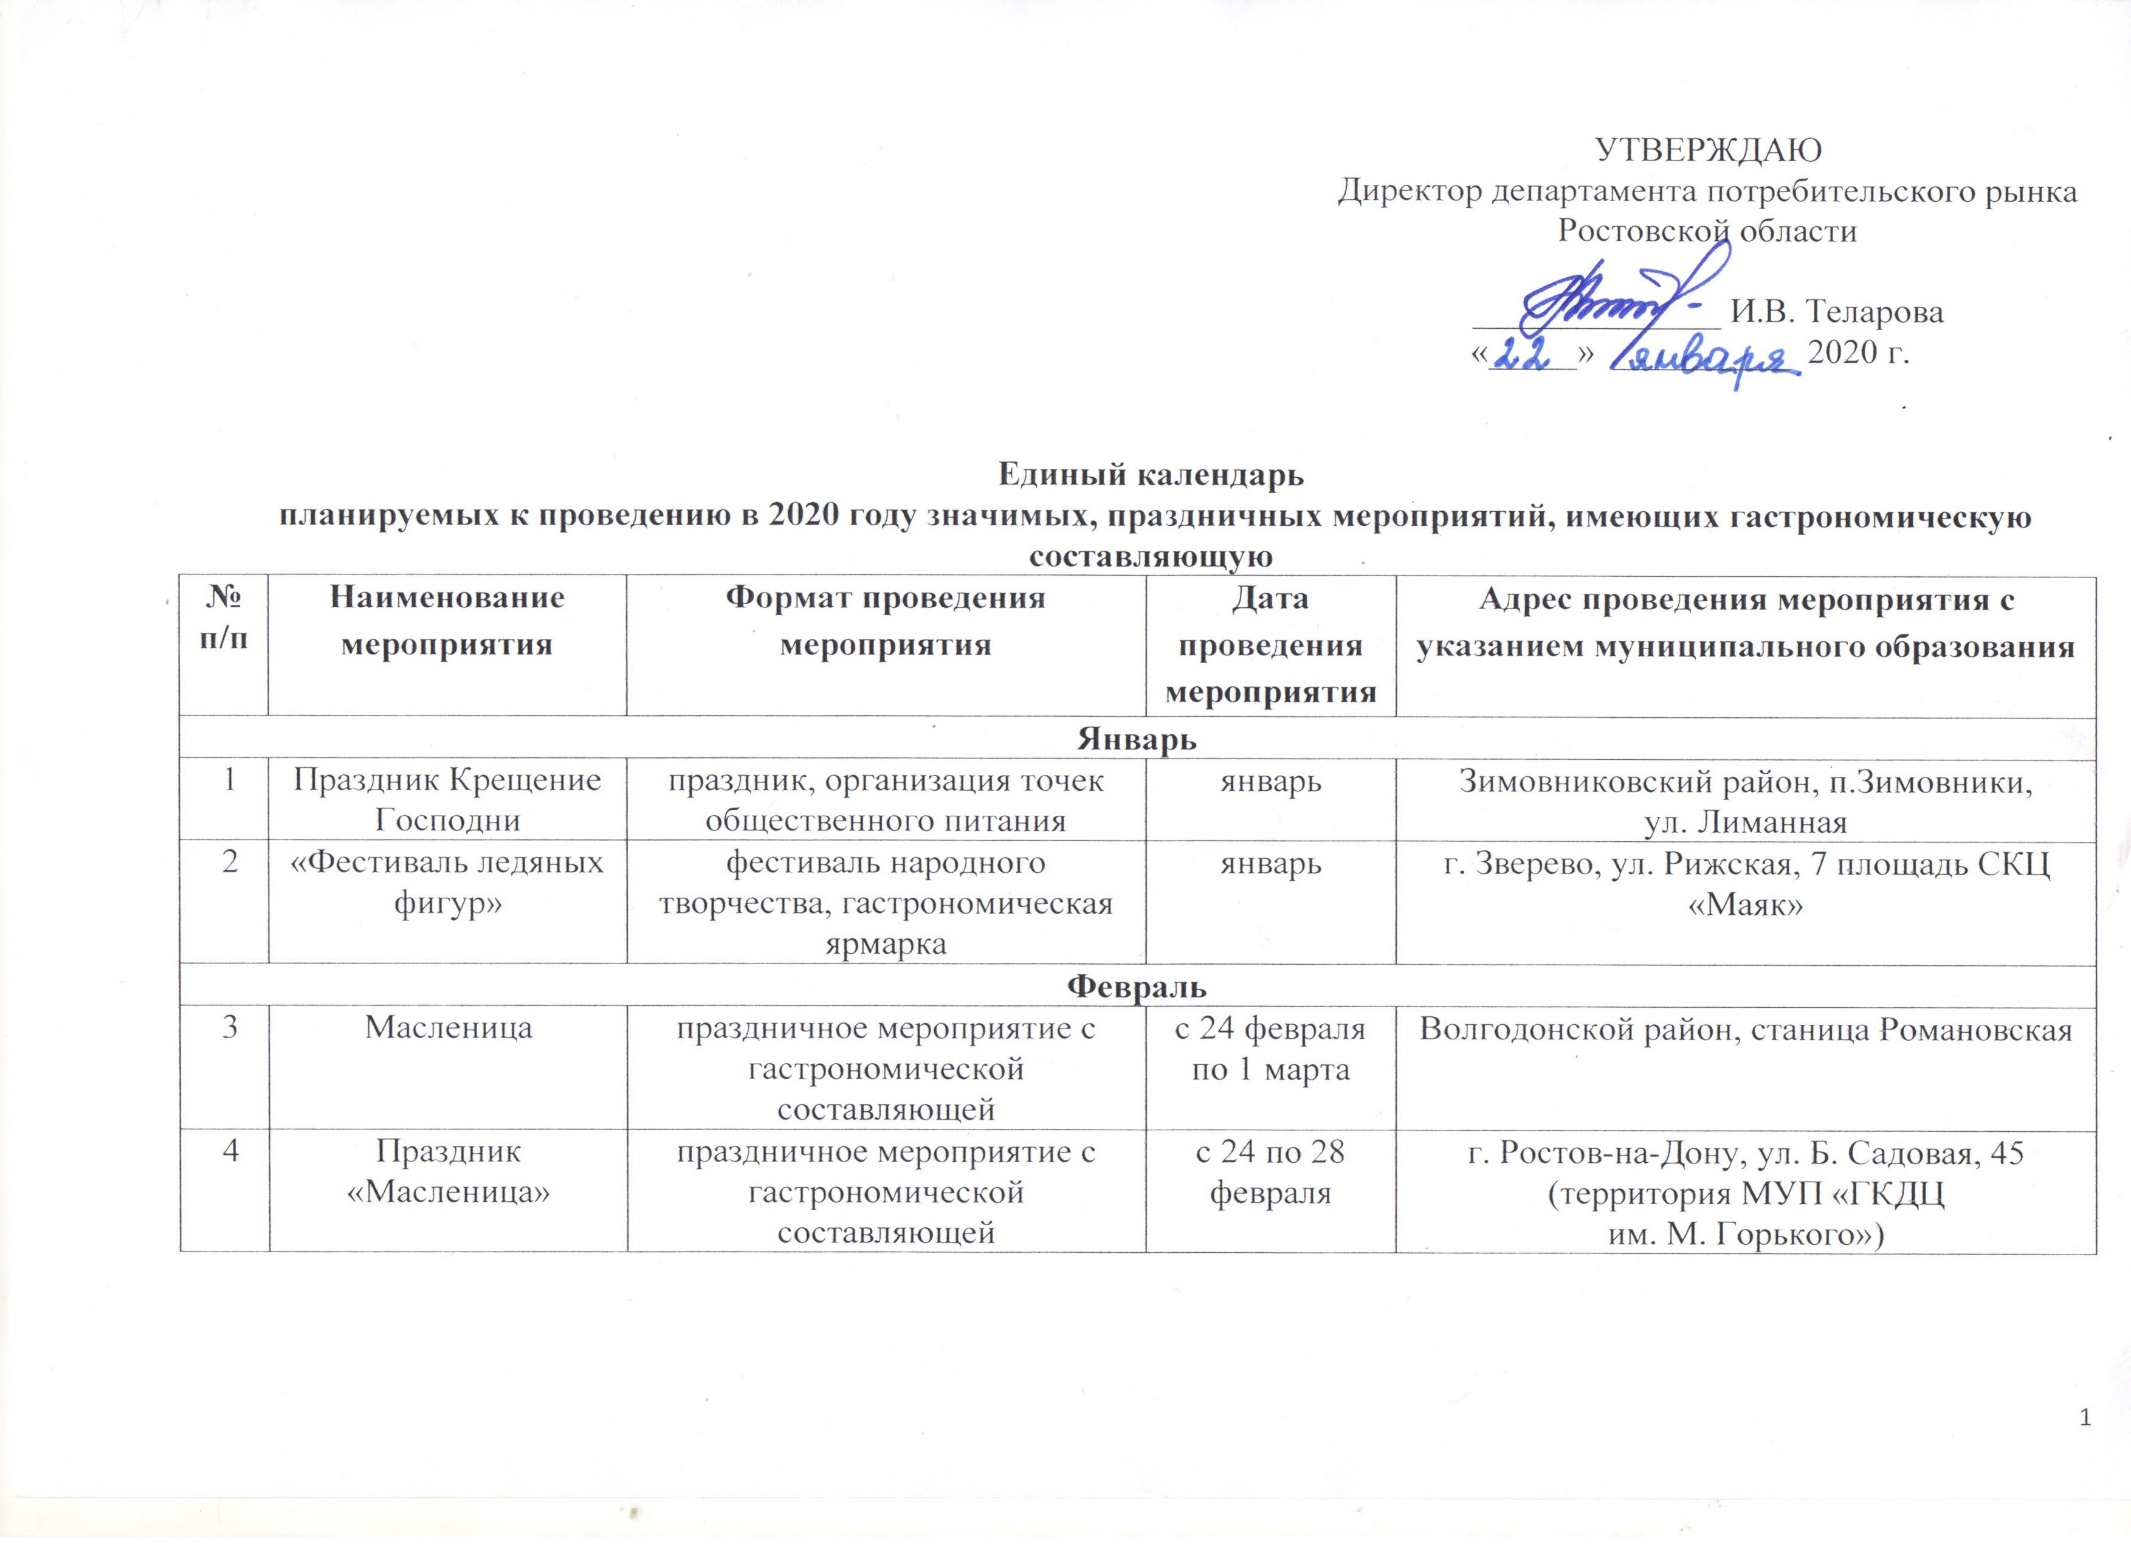 УТВЕРЖДАЮ
Директор департамента потребительского рынка
Ростовской области
И.В. Теларова
«22» января 2020 г.
Единый календарь
планируемых к проведению в 2020 году значимых, праздничных мероприятий, имеющих гастрономическую
составляющую
№ п/п
Наименование
мероприятия
Формат проведения
мероприятия
Дата
проведения
мероприятия
Адрес проведения мероприятия с
указанием муниципального образования
Январь
1
Праздник Крещение
Господни
праздник, организация точек
общественного питания
январь
Зимовниковский район, п.Зимовники,
ул. Лиманная
2
«Фестиваль ледяных
фигур»
фестиваль народного
творчества, гастрономическая
ярмарка
январь
г. Зверево, ул. Рижская, 7 площадь СКЦ
«Маяк»
Февраль
3
Масленица
праздничное мероприятие с
гастрономической
составляющей
с 24 февраля
по 1 марта
Волгодонской район, станица Романовская
4
Праздник
«Масленица»
праздничное мероприятие с
гастрономической
составляющей
с 24 по 28
февраля
г. Ростов-на-Дону, ул. Б. Садовая, 45
(территория МУП «ГКДЦ
им. М. Горького»)
1